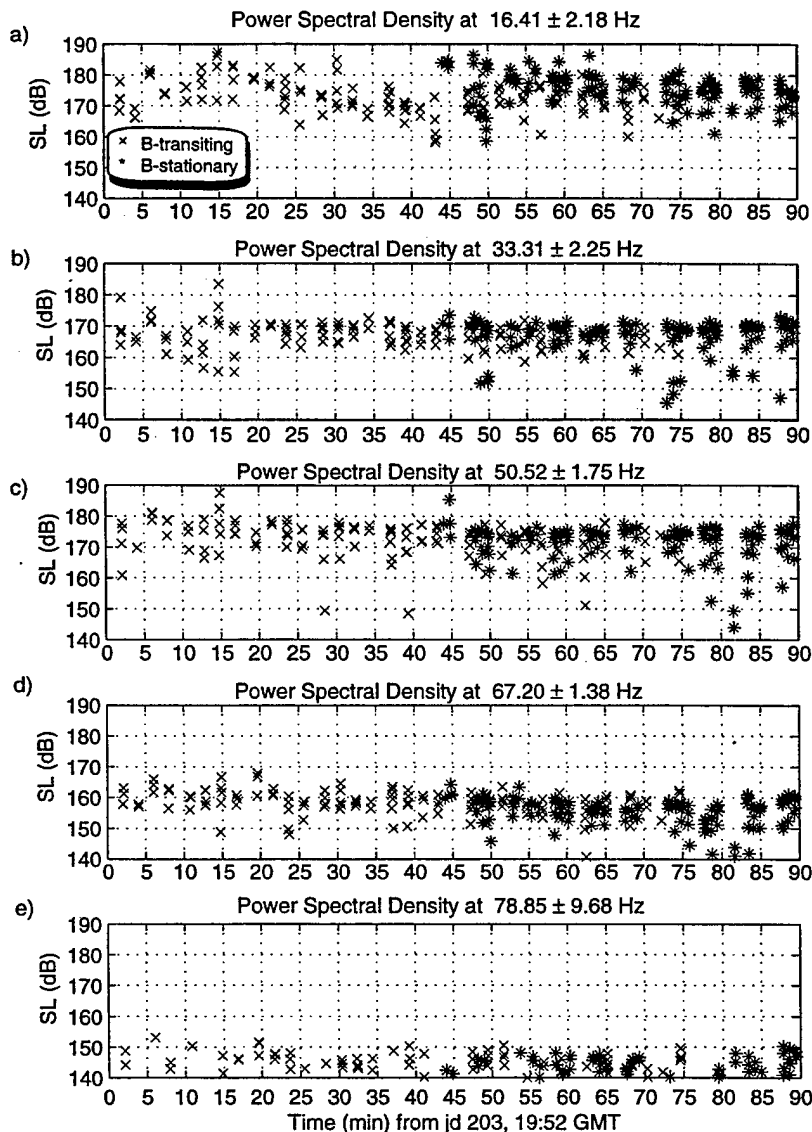 a)
Power Spectral Density at 16.41 ± 2.18 Hz
SL (dB)
190
180
170
160
150
140
× B-transiting
* B-stationary
0 5 10 15 20 25 30 35 40 45 50 55 60 65 70 75 80 85 90
b)
Power Spectral Density at 33.31 ± 2.25 Hz
SL (dB)
190
180
170
160
150
140
0 5 10 15 20 25 30 35 40 45 50 55 60 65 70 75 80 85 90
c)
Power Spectral Density at 50.52 ± 1.75 Hz
SL (dB)
190
180
170
160
150
140
0 5 10 15 20 25 30 35 40 45 50 55 60 65 70 75 80 85 90
d)
Power Spectral Density at 67.20 ± 1.38 Hz
SL (dB)
190
180
170
160
150
140
0 5 10 15 20 25 30 35 40 45 50 55 60 65 70 75 80 85 90
e)
Power Spectral Density at 78.85 ± 9.68 Hz
SL (dB)
190
180
170
160
150
140
0 5 10 15 20 25 30 35 40 45 50 55 60 65 70 75 80 85 90
Time (min) from jd 203, 19:52 GMT